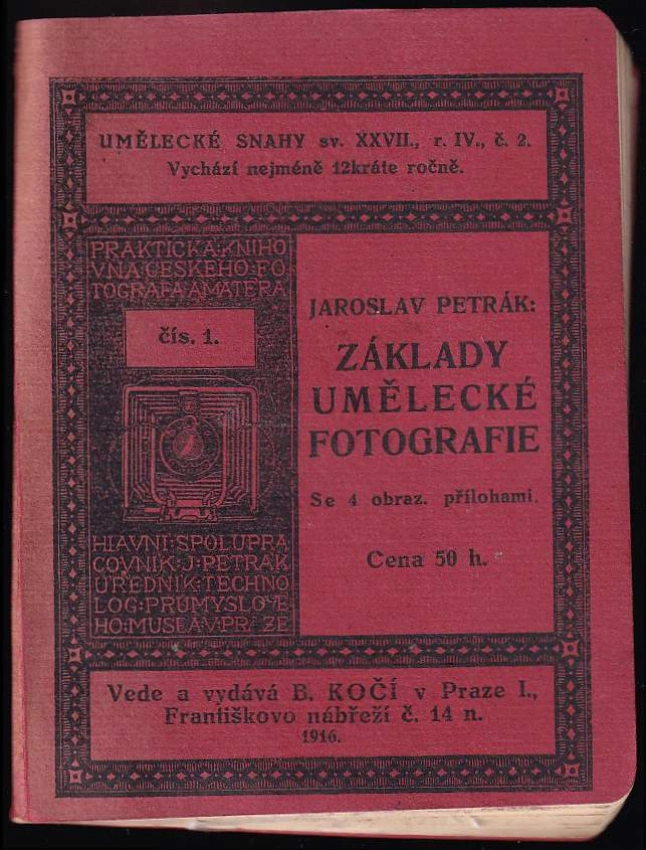 UMĚLECKÉ SNAHY sv. XXVII., r. IV., č. 2.
Vychází nejméně 12kráte ročně.
PRAKTICKA:KNIHO
VNA:ČESKÉHO:FO
TOGRAFA:AMATÉRA
čís. 1.
HLAVNÍ:SPOLUPRA
COVNÍK:J:PETRÁK
ÚŘEDNÍK:TECHNO
LOG:PRŮMYSLOVÉ
HO:MUSEA:V:PRAZE
JAROSLAV PETRÁK:
ZÁKLADY
UMĚLECKÉ
FOTOGRAFIE
Se 4 obraz. přílohami.
Cena 50 h.
Vede a vydává B. KOČÍ v Praze I.,
Františkovo nábřeží č. 14 n.
1916.